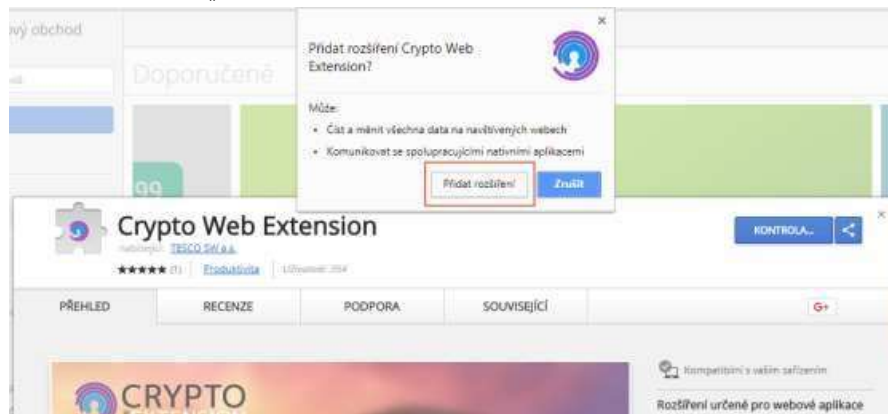 obchod
Doporučené
99
Přidat rozšíření Crypto Web
Extension?
Může:
• Číst a měnit všechna data na navštívených webech
• Komunikovat se spolupracujícími nativními aplikacemi
Přidat rozšíření
Zrušit
Crypto Web Extension
TESCO SW a.s.
★★★★★ (1)
Produktivita
KONTROLA...
PŘEHLED
RECENZE
PODPORA
SOUVISEJÍCÍ
G+
CRYPTO
Kompatibilní s vaším zařízením
Rozšíření určené pro webové aplikace